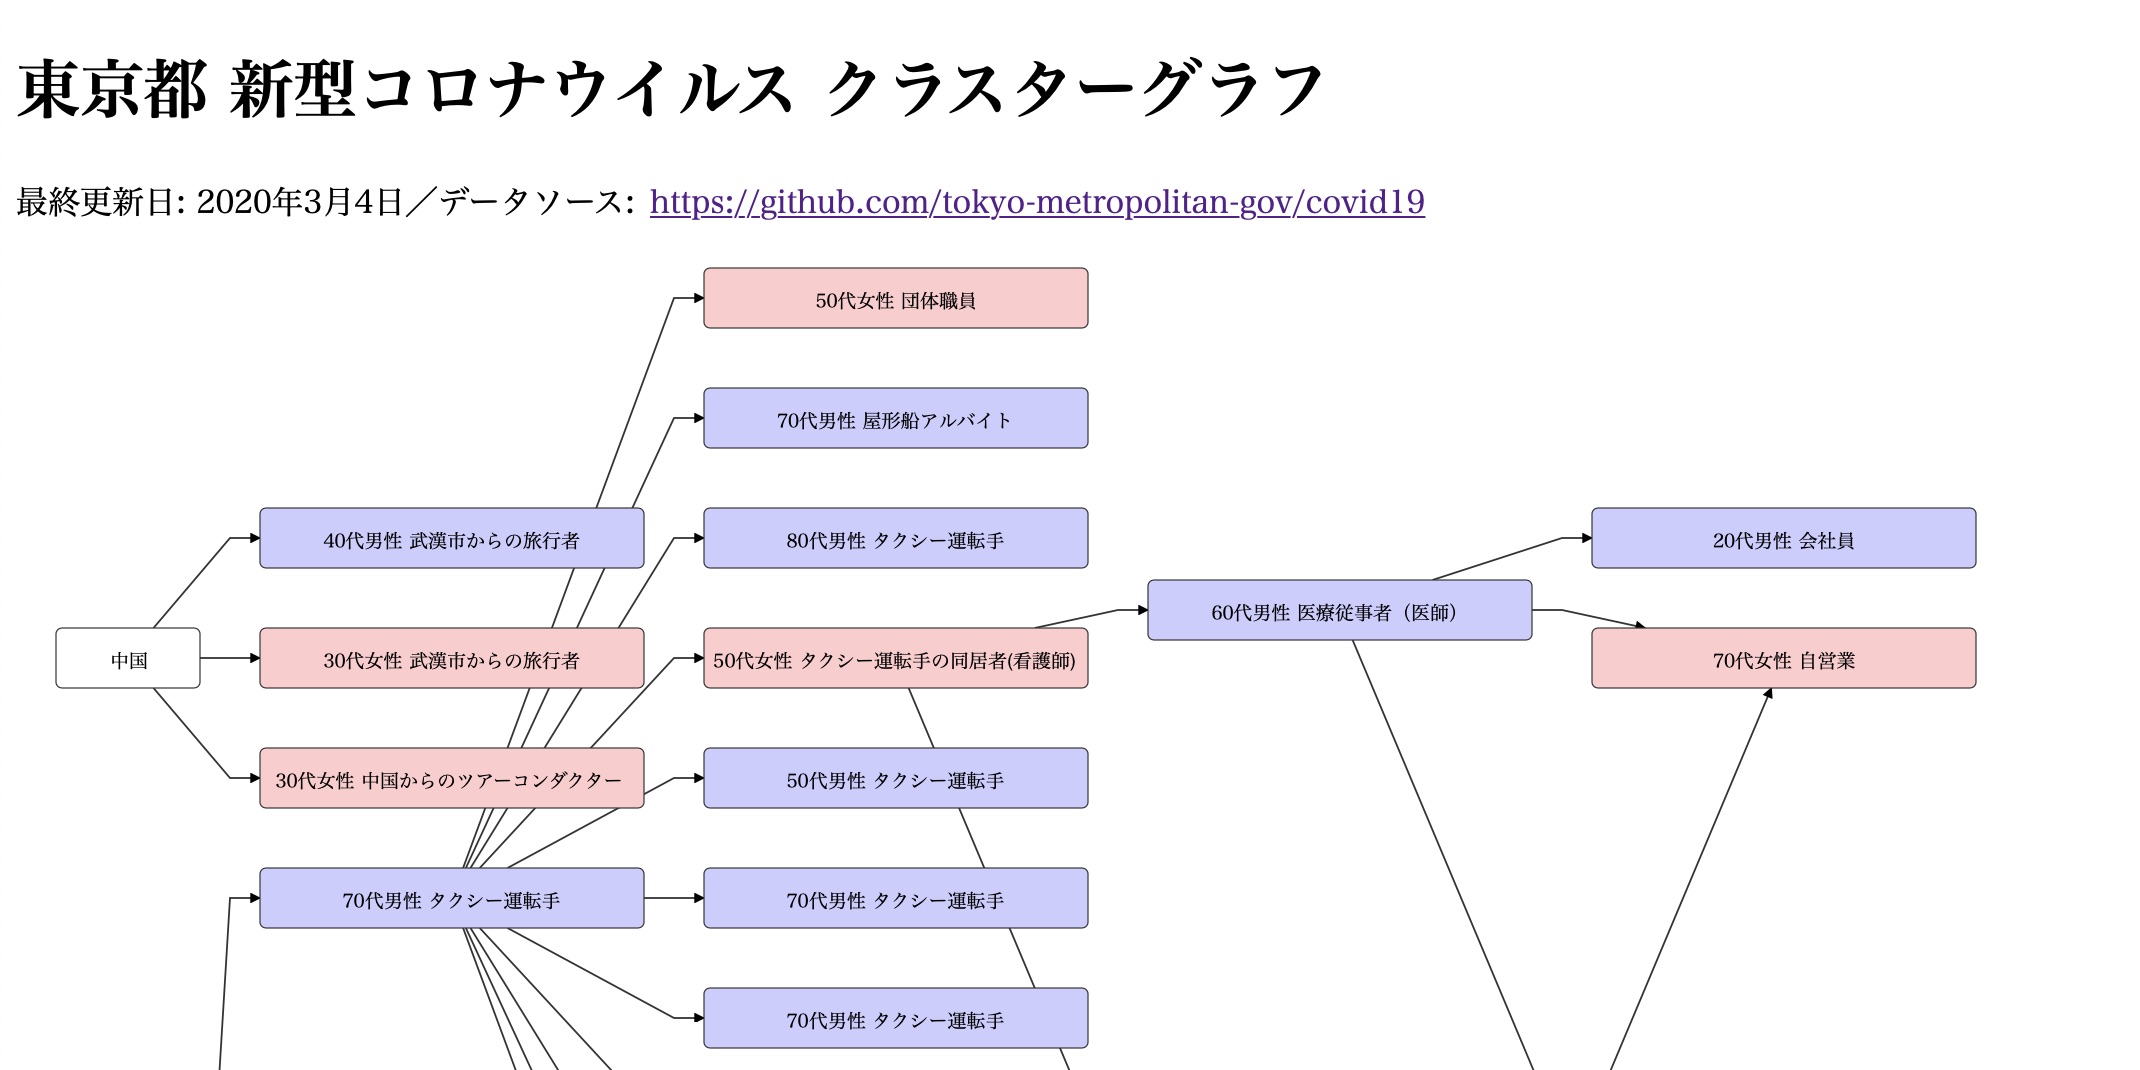 東京都 新型コロナウイルス クラスターグラフ
最終更新日: 2020年3月4日／データソース: https://github.com/tokyo-metropolitan-gov/covid19
50代女性 団体職員
70代男性 屋形船アルバイト
40代男性 武漢市からの旅行者
80代男性 タクシー運転手
20代男性 会社員
60代男性 医療従事者（医師）
中国
30代女性 武漢市からの旅行者
50代女性 タクシー運転手の同居者(看護師)
70代女性 自営業
30代女性 中国からのツアーコンダクター
50代男性 タクシー運転手
70代男性 タクシー運転手
70代男性 タクシー運転手
70代男性 タクシー運転手